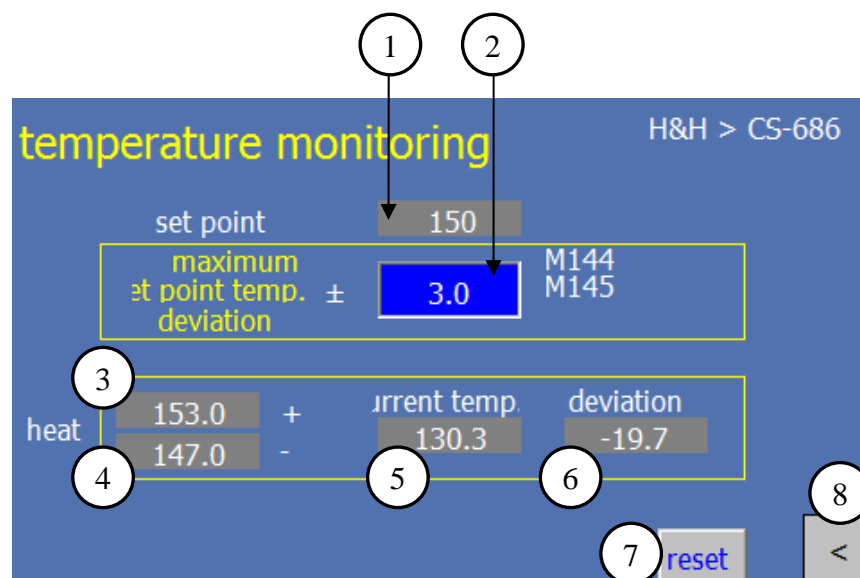 1 2
temperature monitoring H&H > CS-686
set point 150
maximum M144
et point temp. ± 3.0 M145
deviation
3
153.0 + urrent temp. deviation
heat 130.3 -19.7
147.0 -
4 5 6 8
7 reset <